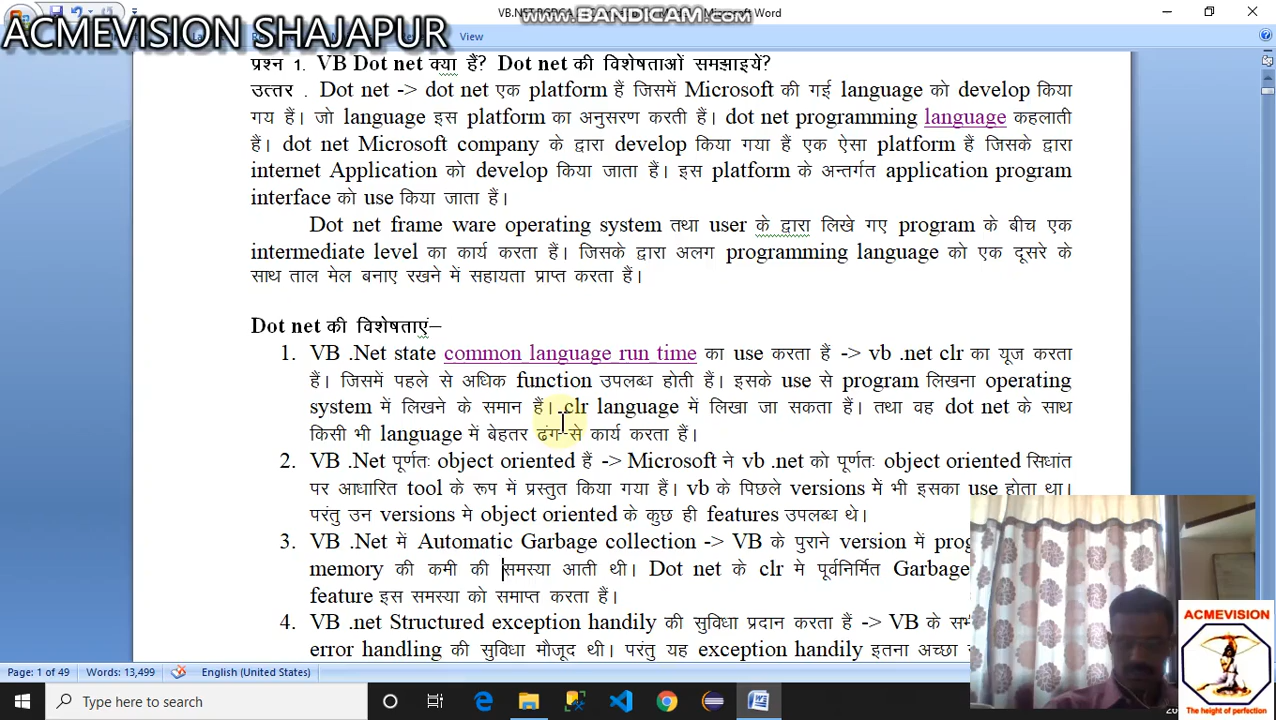 VB.NET
www.BANDICAM.com
Microsoft Word
ACMEVISION SHAJAPUR
View
प्रश्न 1. VB Dot net क्या हैं? Dot net की विशेषताओं समझाइयें?
उत्तर . Dot net -> dot net एक platform हैं जिसमें Microsoft की गई language को develop किया
गय हैं। जो language इस platform का अनुसरण करती हैं। dot net programming language कहलाती
हैं। dot net Microsoft company के द्वारा develop किया गया हैं एक ऐसा platform हैं जिसके द्वारा
internet Application को develop किया जाता हैं। इस platform के अन्तर्गत application program
interface को use किया जाता हैं।
Dot net frame ware operating system तथा user के द्वारा लिखे गए program के बीच एक
intermediate level का कार्य करता हैं। जिसके द्वारा अलग programming language को एक दूसरे के
साथ ताल मेल बनाए रखने में सहायता प्राप्त करता हैं।
Dot net की विशेषताएं–
1. VB .Net state common language run time का use करता हैं -> vb .net clr का यूज करता
हैं। जिसमें पहले से अधिक function उपलब्ध होती हैं। इसके use से program लिखना operating
system में लिखने के समान हैं। clr language में लिखा जा सकता हैं। तथा वह dot net के साथ
किसी भी language में बेहतर ढंग से कार्य करता हैं।
2. VB .Net पूर्णतः object oriented हैं -> Microsoft ने vb .net को पूर्णतः object oriented सिधांत
पर आधारित tool के रूप में प्रस्तुत किया गया हैं। vb के पिछले versions में भी इसका use होता था।
परंतु उन versions मे object oriented के कुछ ही features उपलब्ध थे।
3. VB .Net में Automatic Garbage collection -> VB के पुराने version में
memory की कमी की समस्या आती थी। Dot net के clr मे पूर्वनिर्मित Garbage
feature इस समस्या को समाप्त करता हैं।
4. VB .net Structured exception handily की सुविधा प्रदान करता हैं -> VB के
error handling की सुविधा मौजूद थी। परंतु यह exception handily इतना अच्छा
ACMEVISION
The height of perfection
Page: 1 of 49
Words: 13,499
English (United States)
Type here to search